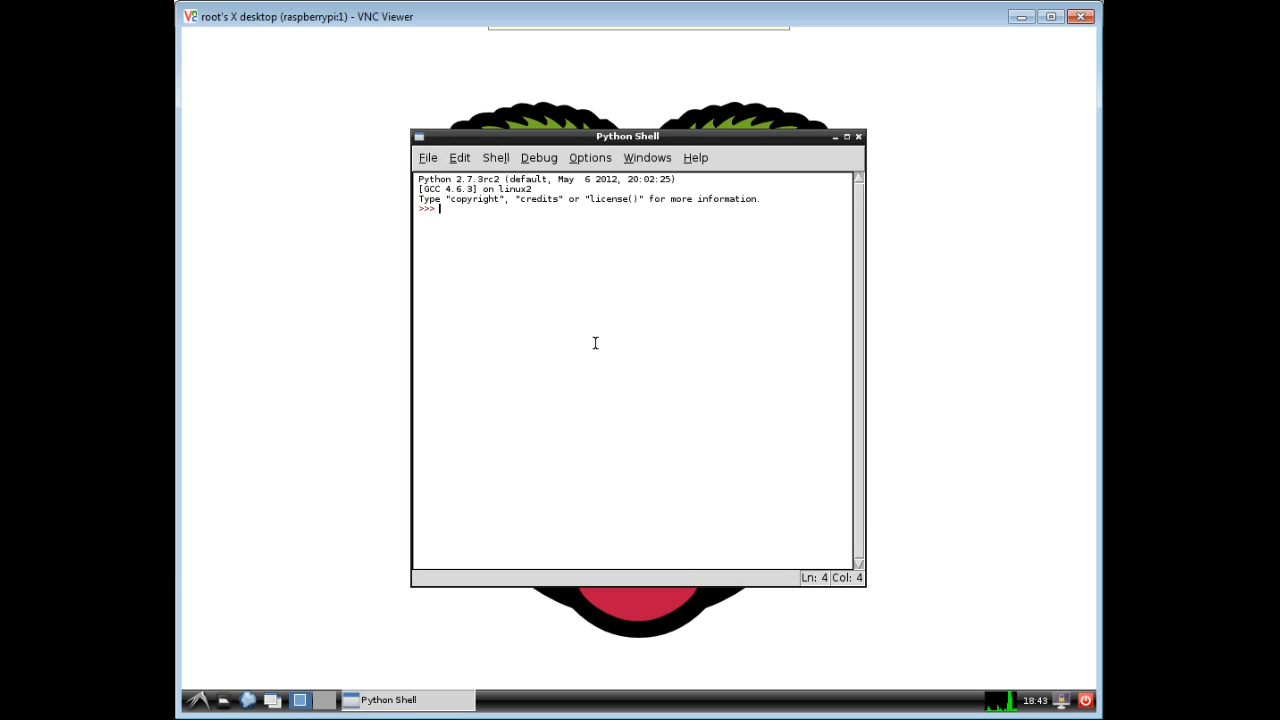 root's X desktop (raspberrypi:1) - VNC Viewer
Python Shell
File Edit Shell Debug Options Windows Help
Python 2.7.3rc2 (default, May  6 2012, 20:02:25)
[GCC 4.6.3] on linux2
Type "copyright", "credits" or "license()" for more information.
>>>
Ln: 4 Col: 4
Python Shell 18:43